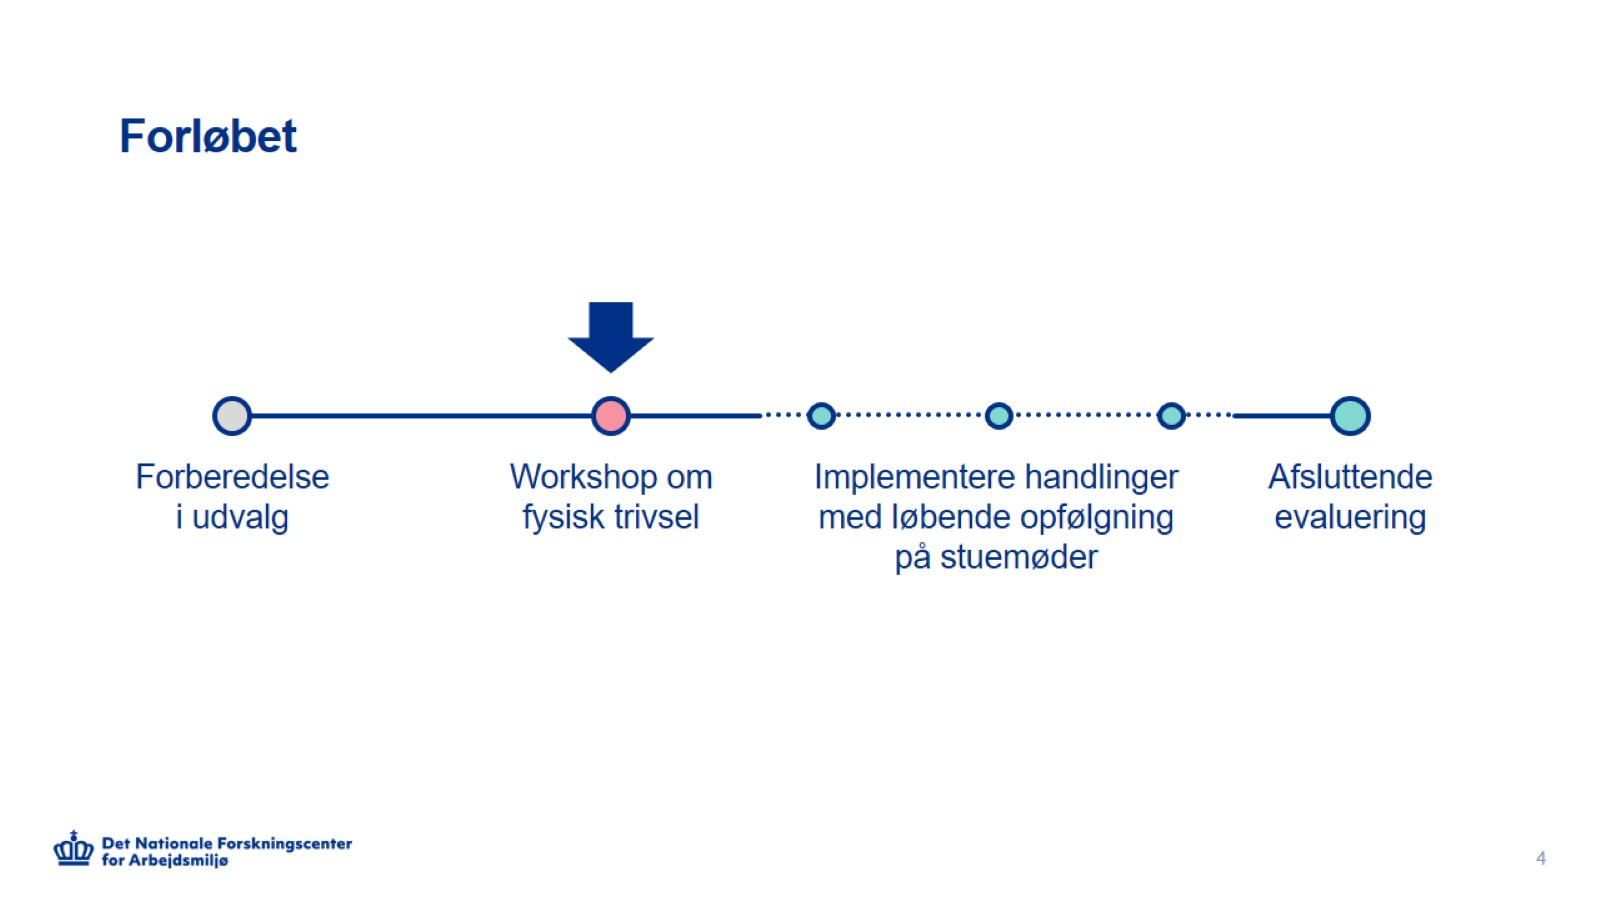 Forløbet
Forberedelse
i udvalg
Workshop om
fysisk trivsel
Implementere handlinger
med løbende opfølgning
på stuemøder
Afsluttende
evaluering
Det Nationale Forskningscenter
for Arbejdsmiljø
4